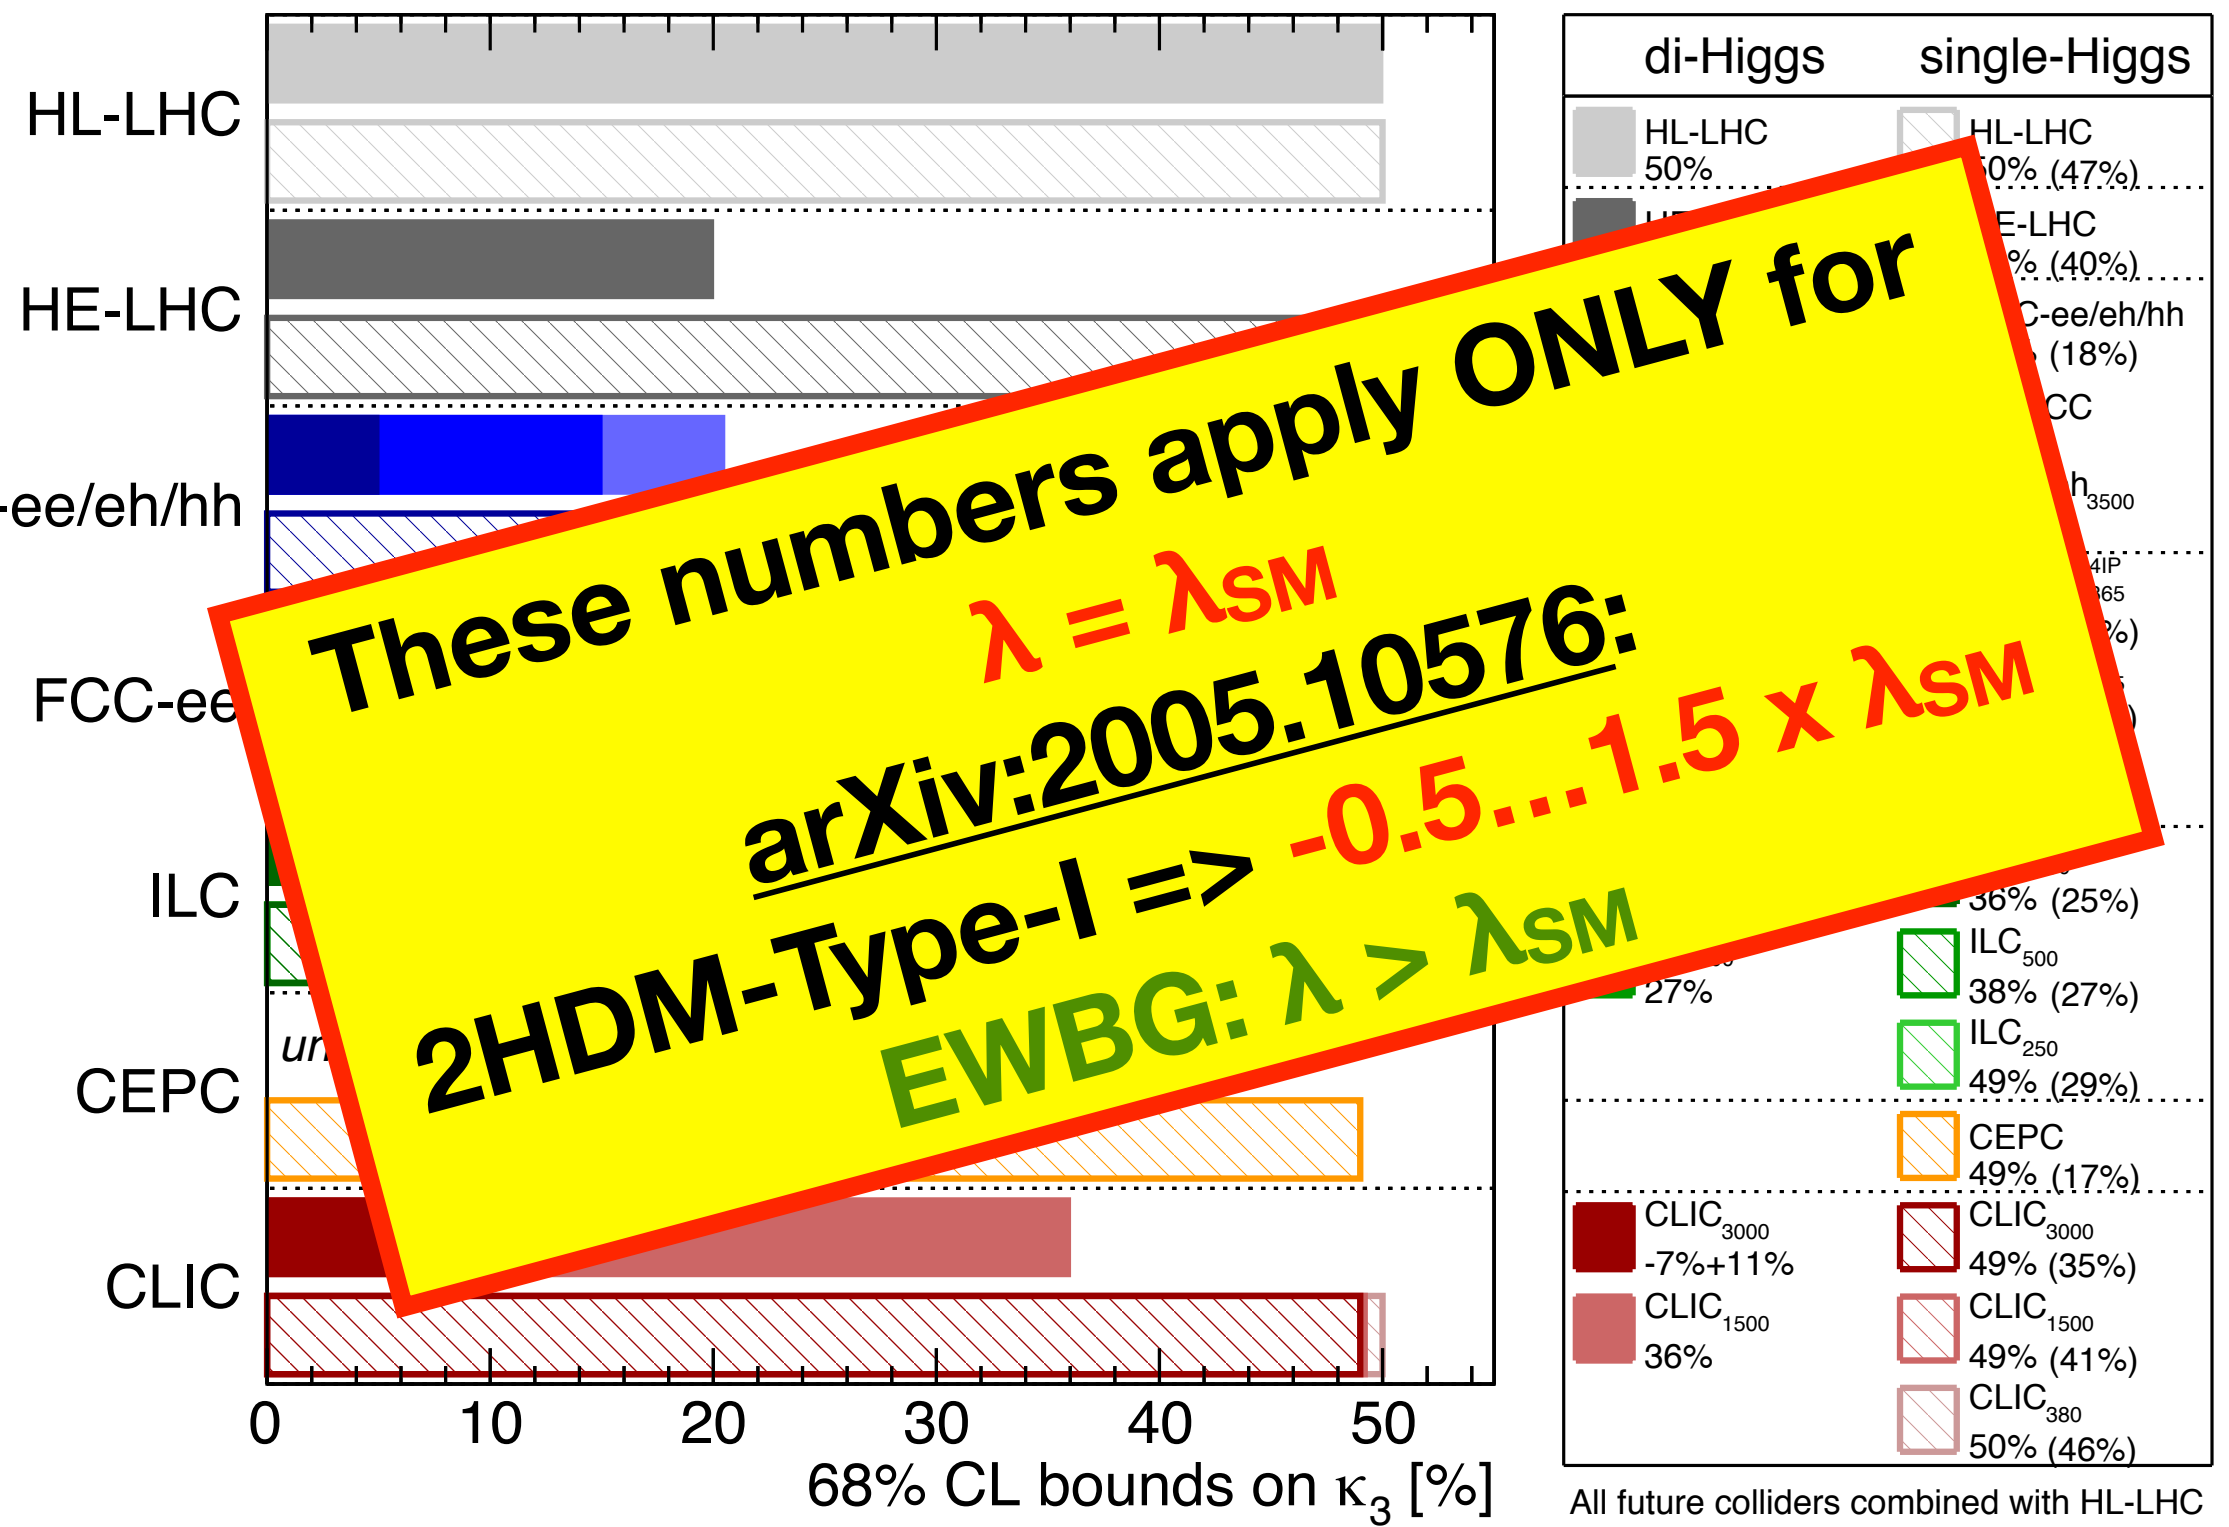 di-Higgs single-Higgs
HL-LHC
HL-LHC
50%
HL-LHC
50% (47%)
HE-LHC
E-LHC
% (40%)
-ee/eh/hh
C-ee/eh/hh
(18%)
CC
h3500
4IP
365
%)
FCC-ee
ILC
36% (25%)
27%
ILC500
38% (27%)
ILC250
49% (29%)
CEPC
CEPC
49% (17%)
CLIC
CLIC3000
-7%+11%
CLIC3000
49% (35%)
CLIC1500
36%
CLIC1500
49% (41%)
CLIC380
50% (46%)
These numbers apply ONLY for
λ = λSM
arXiv:2005.10576:
2HDM-Type-I => -0.5...1.5 x λSM
EWBG: λ > λSM
0 10 20 30 40 50
68% CL bounds on κ3 [%]
All future colliders combined with HL-LHC